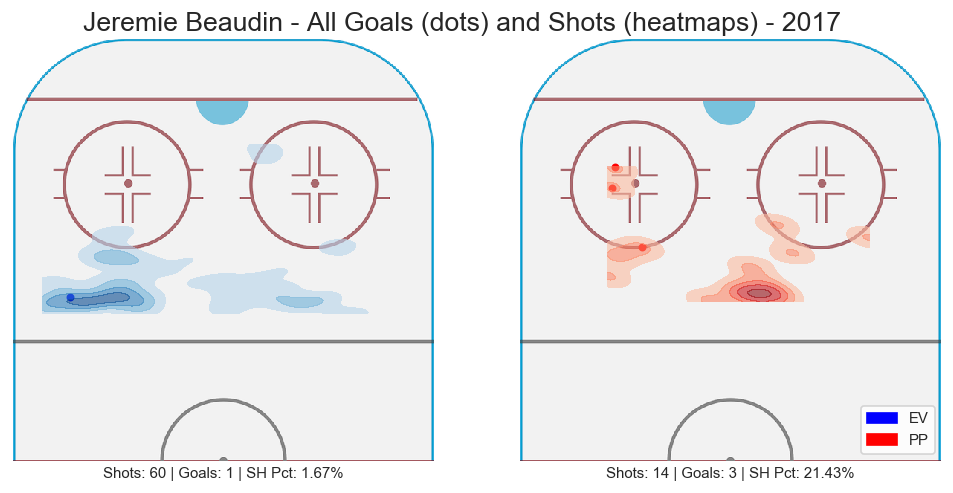 Jeremie Beaudin - All Goals (dots) and Shots (heatmaps) - 2017
EV
PP
Shots: 60 | Goals: 1 | SH Pct: 1.67%
Shots: 14 | Goals: 3 | SH Pct: 21.43%